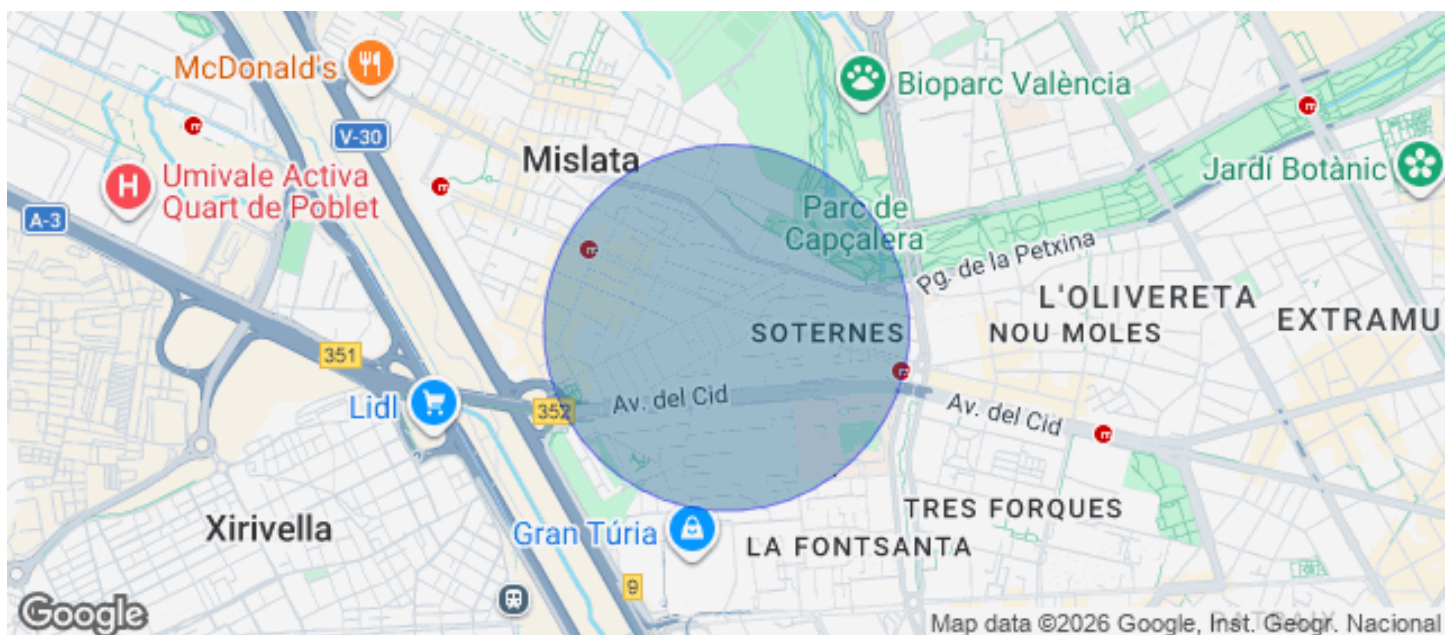 McDonald's
Bioparc València
V-30
Mislata
Umivale Activa
Quart de Poblet
Jardí Botànic
A-3
Parc de
Capçalera
Pg. de la Petxina
L'OLIVERETA
SOTERNES
NOU MOLES
EXTRAMU
351
Lidl
352
Av. del Cid
Av. del Cid
Xirivella
Gran Túria
TRES FORQUES
LA FONTSANTA
9
Google
Map data ©2026 Google, Inst. Geogr. Nacional